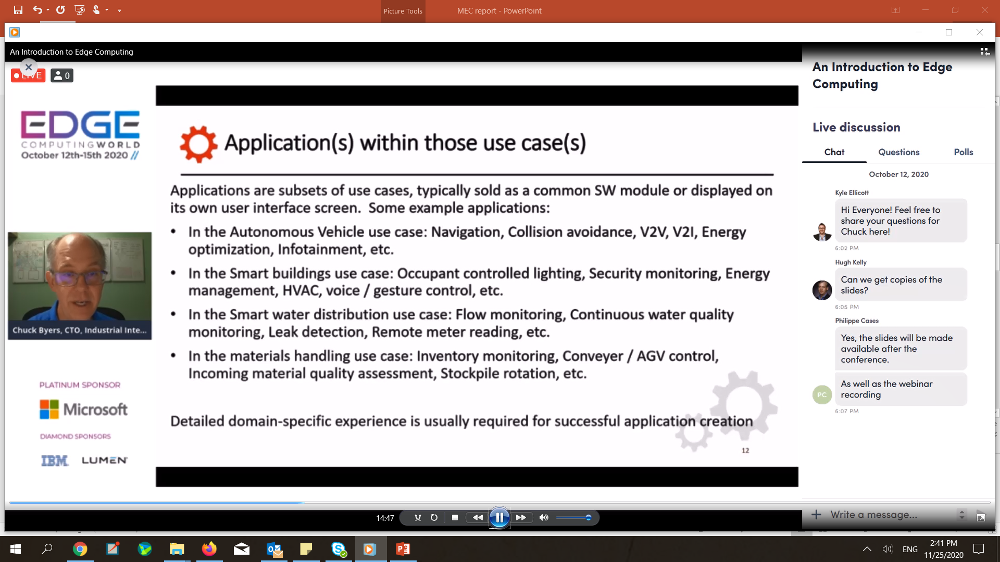 Picture Tools
MEC report - PowerPoint
An Introduction to Edge Computing
LIVE
0
EDGE
COMPUTINGWORLD
October 12th-15th 2020 //
Chuck Byers, CTO, Industrial Inte...
PLATINUM SPONSOR
Microsoft
DIAMOND SPONSORS
IBM LUMEN
Application(s) within those use case(s)
Applications are subsets of use cases, typically sold as a common SW module or displayed on
its own user interface screen. Some example applications:
• In the Autonomous Vehicle use case: Navigation, Collision avoidance, V2V, V2I, Energy
optimization, Infotainment, etc.
• In the Smart buildings use case: Occupant controlled lighting, Security monitoring, Energy
management, HVAC, voice / gesture control, etc.
• In the Smart water distribution use case: Flow monitoring, Continuous water quality
monitoring, Leak detection, Remote meter reading, etc.
• In the materials handling use case: Inventory monitoring, Conveyer / AGV control,
Incoming material quality assessment, Stockpile rotation, etc.
Detailed domain-specific experience is usually required for successful application creation
12
An Introduction to Edge
Computing
Live discussion
Chat Questions Polls
October 12, 2020
Kyle Ellicott
Hi Everyone! Feel free to
share your questions for
Chuck here!
6:02 PM
Hugh Kelly
Can we get copies of the
slides?
6:05 PM
Philippe Cases
Yes, the slides will be made
available after the
conference.
As well as the webinar
recording
PC
6:07 PM
Write a message...
14:47
ENG
2:41 PM
11/25/2020